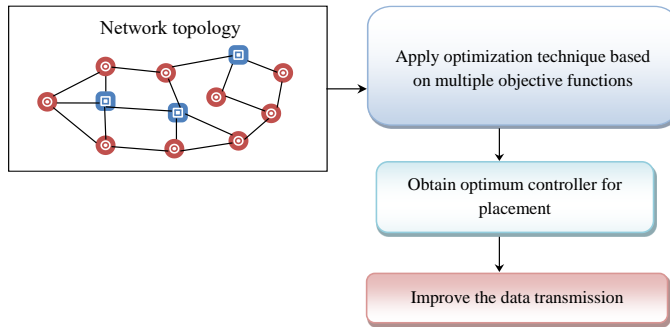 Network topology
Apply optimization technique based
on multiple objective functions
Obtain optimum controller for
placement
Improve the data transmission